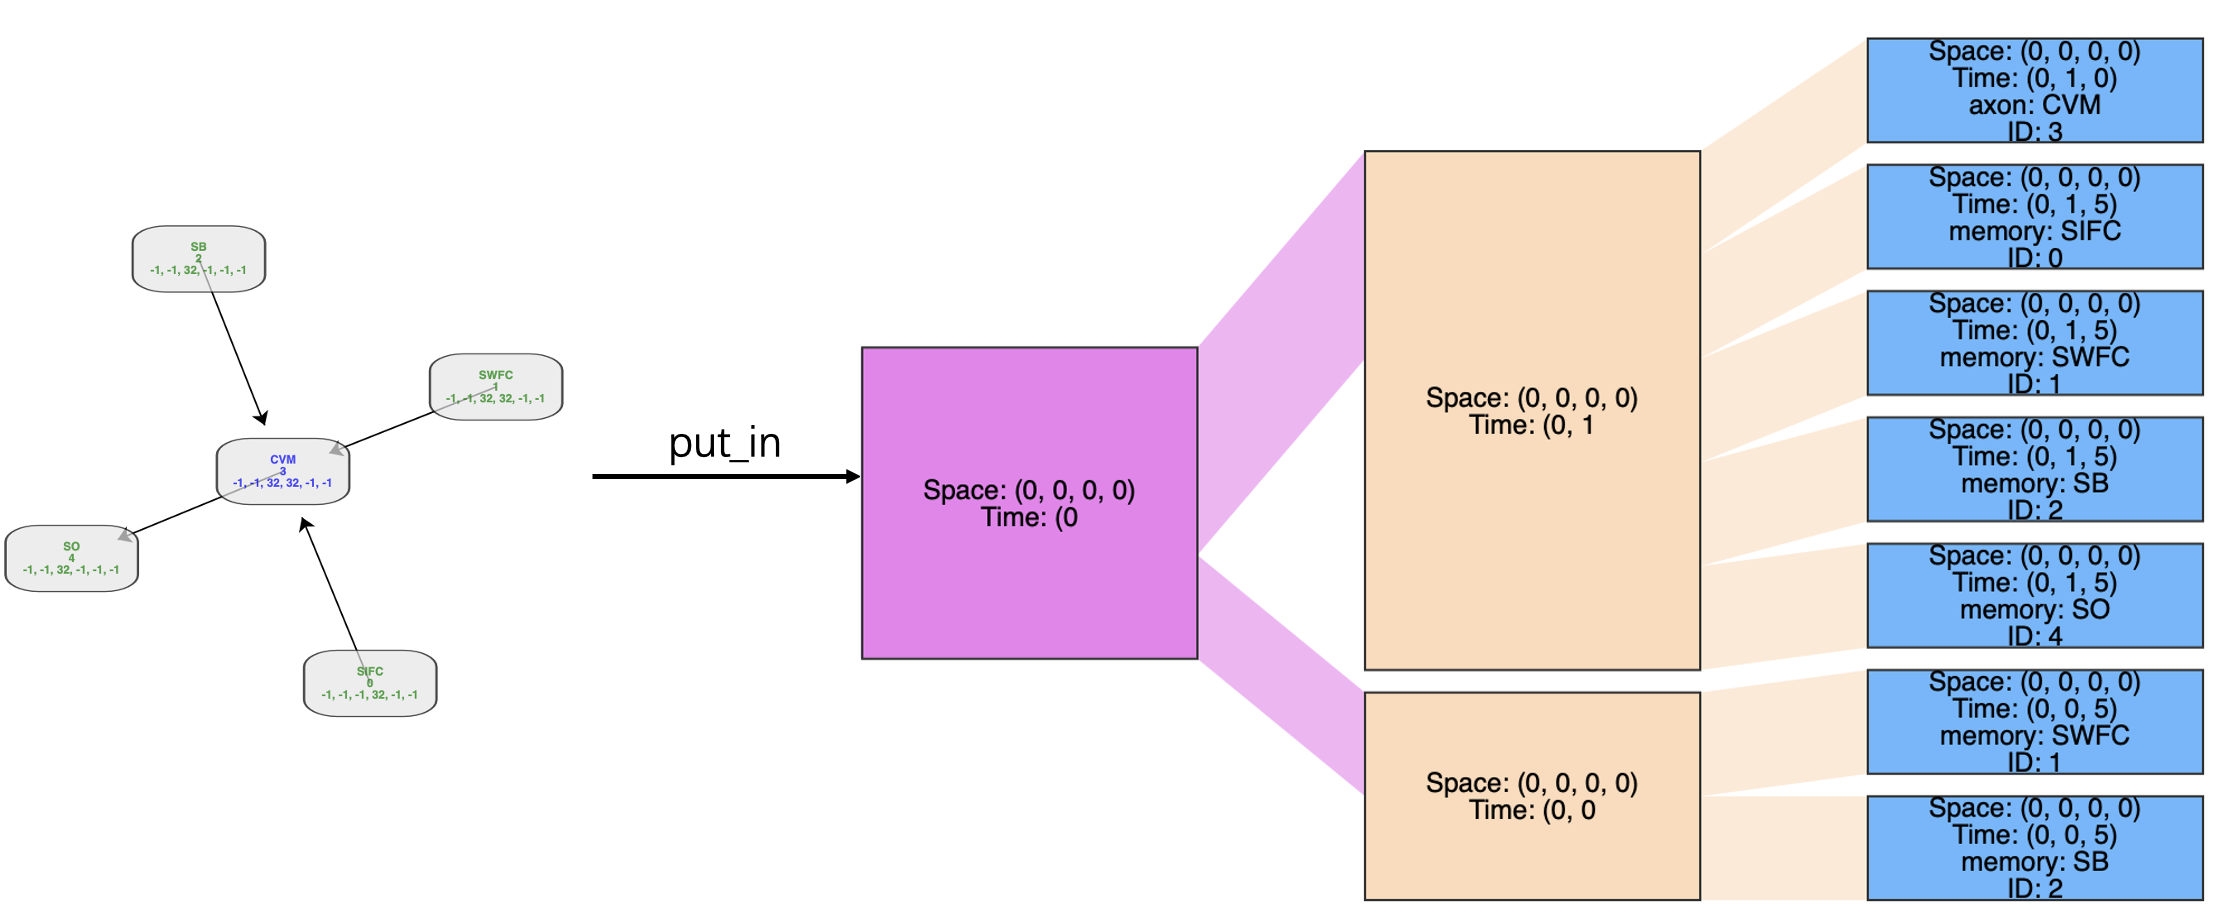 SB
2
-1, -1, 32, -1, -1, -1
SWFC
1
-1, -1, 32, 32, -1, -1
CVM
3
-1, -1, 32, 32, -1, -1
SO
4
-1, -1, 32, -1, -1, -1
SIFC
0
-1, -1, -1, 32, -1, -1
put_in
Space: (0, 0, 0, 0)
Time: (0
Space: (0, 0, 0, 0)
Time: (0, 1
Space: (0, 0, 0, 0)
Time: (0, 0
Space: (0, 0, 0, 0)
Time: (0, 1, 0)
axon: CVM
ID: 3
Space: (0, 0, 0, 0)
Time: (0, 1, 5)
memory: SIFC
ID: 0
Space: (0, 0, 0, 0)
Time: (0, 1, 5)
memory: SWFC
ID: 1
Space: (0, 0, 0, 0)
Time: (0, 1, 5)
memory: SB
ID: 2
Space: (0, 0, 0, 0)
Time: (0, 1, 5)
memory: SO
ID: 4
Space: (0, 0, 0, 0)
Time: (0, 0, 5)
memory: SWFC
ID: 1
Space: (0, 0, 0, 0)
Time: (0, 0, 5)
memory: SB
ID: 2